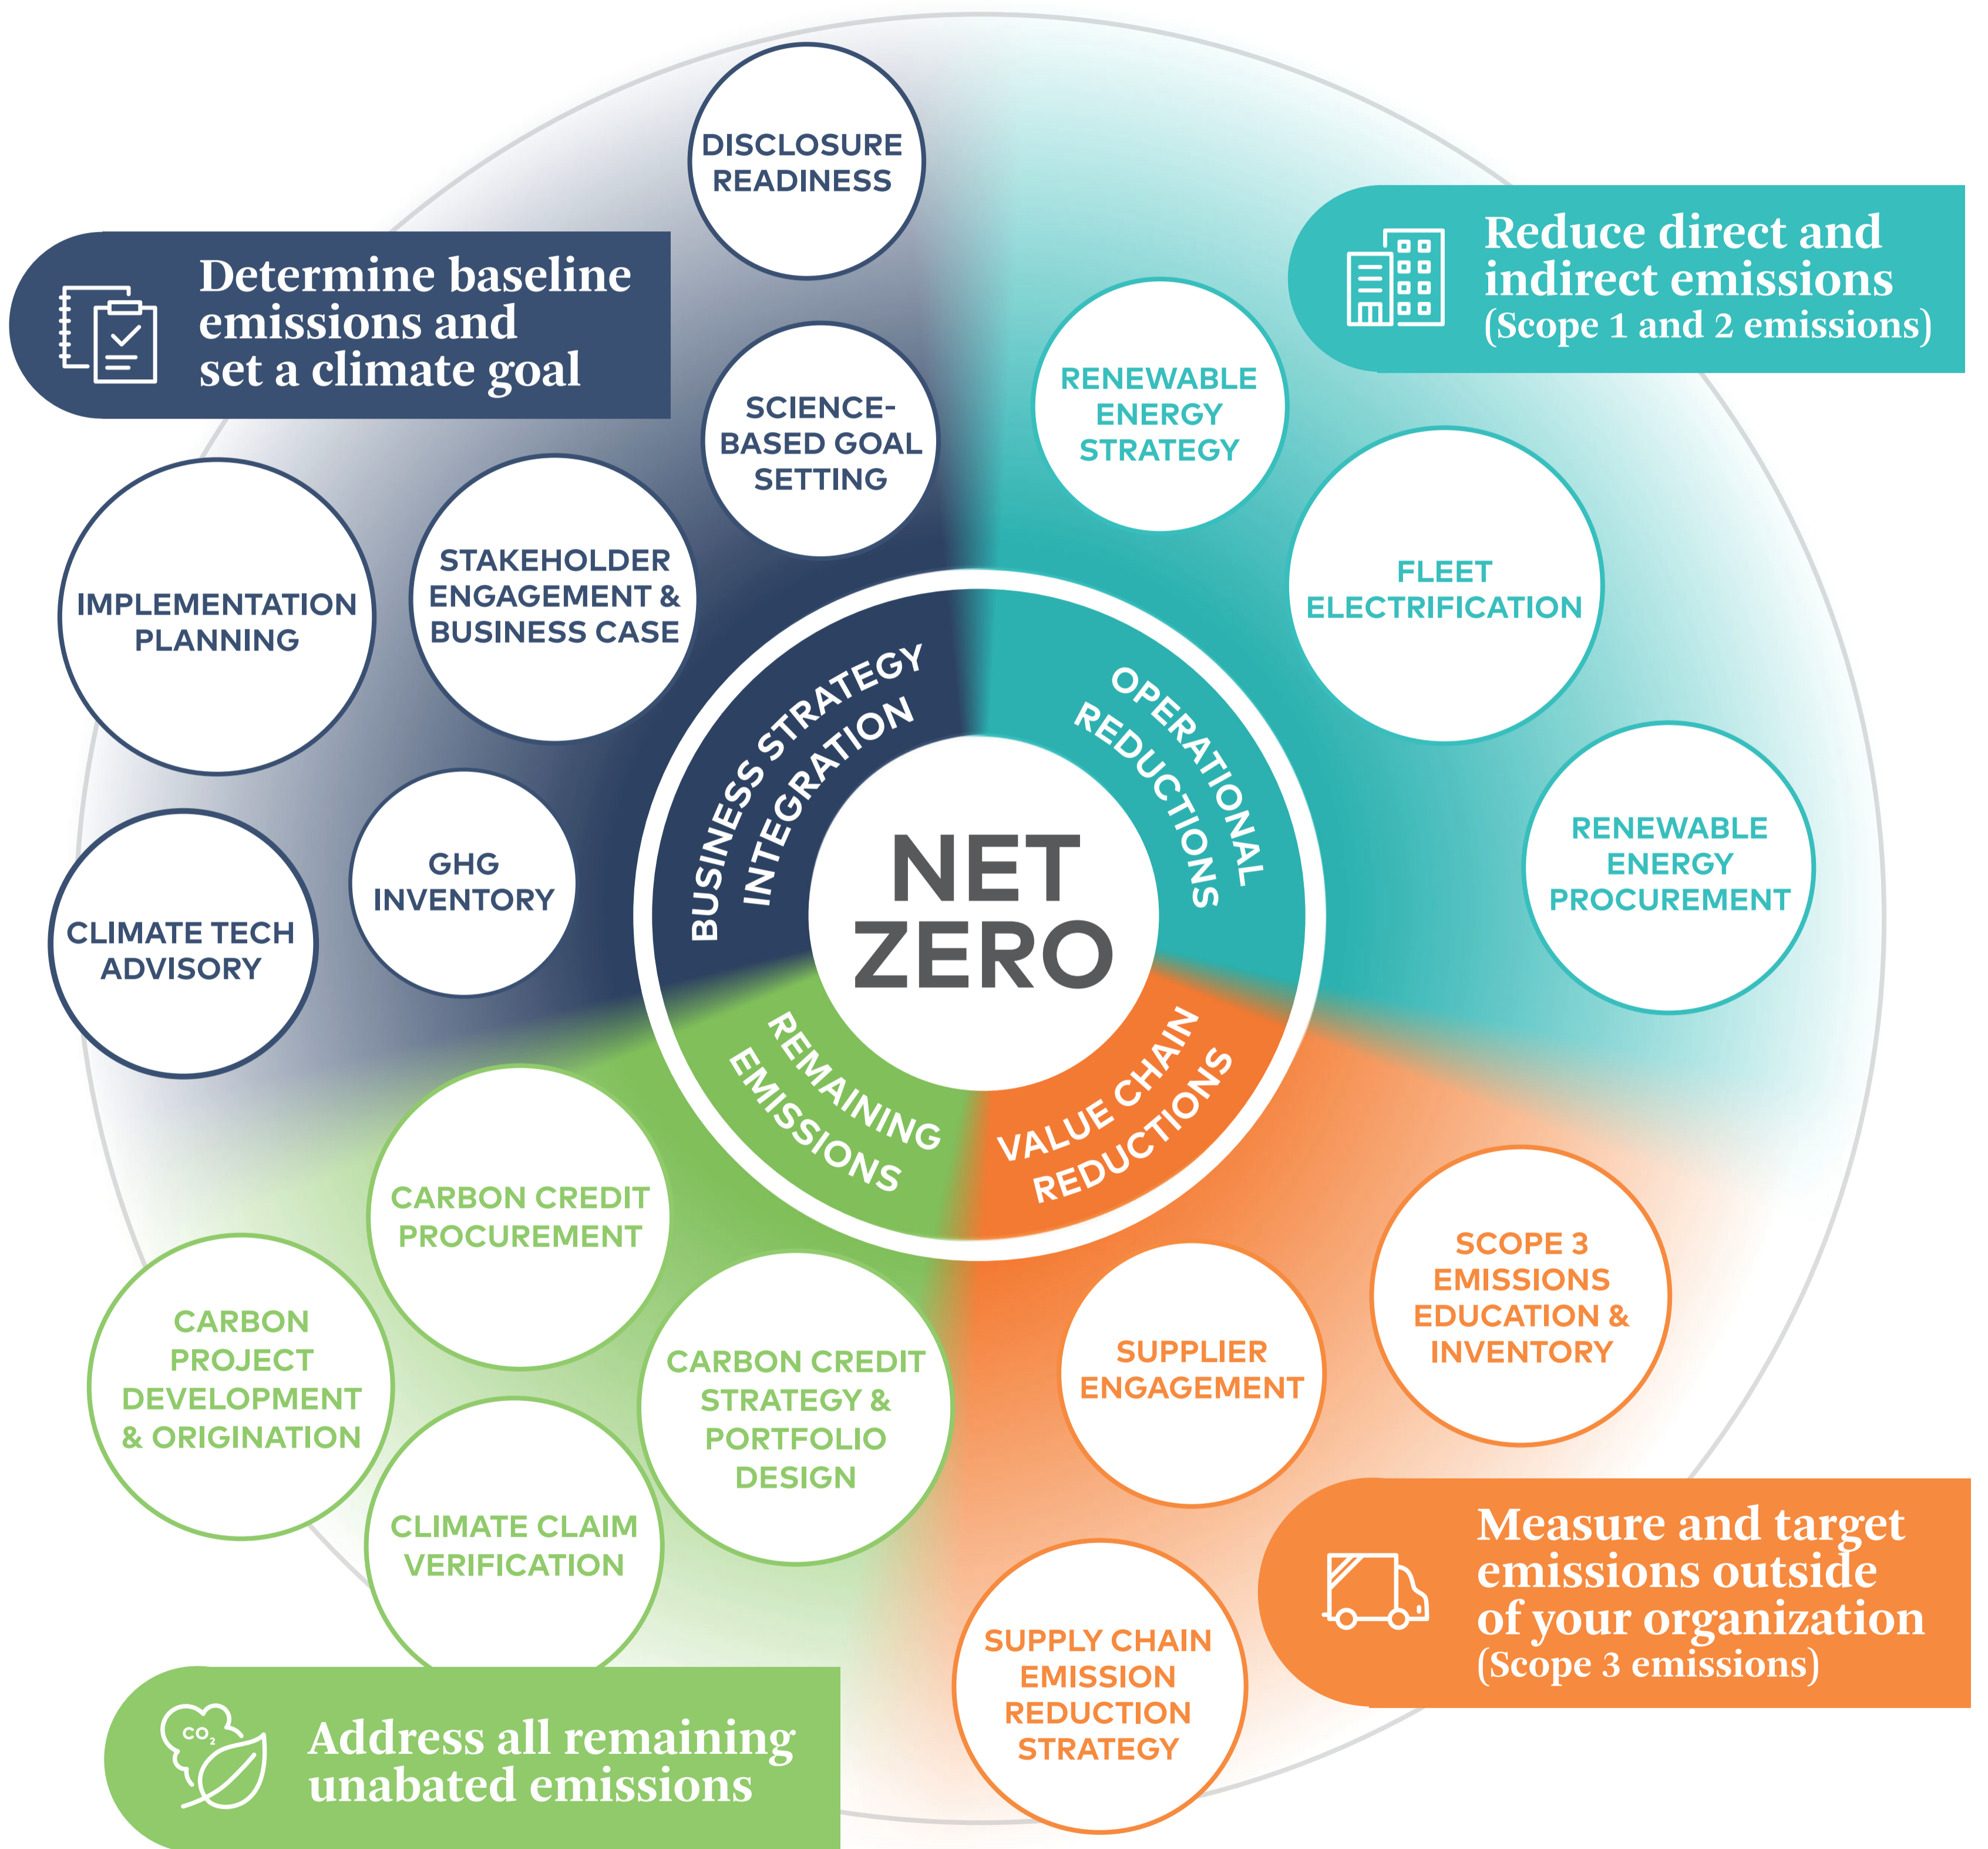 DISCLOSURE
READINESS
Determine baseline
emissions and
set a climate goal
SCIENCE-
BASED GOAL
SETTING
STAKEHOLDER
ENGAGEMENT &
BUSINESS CASE
IMPLEMENTATION
PLANNING
GHG
INVENTORY
CLIMATE TECH
ADVISORY
Reduce direct and
indirect emissions
(Scope 1 and 2 emissions)
RENEWABLE
ENERGY
STRATEGY
FLEET
ELECTRIFICATION
RENEWABLE
ENERGY
PROCUREMENT
BUSINESS STRATEGY
INTEGRATION
OPERATIONAL
REDUCTIONS
NET
ZERO
REMAINING
EMISSIONS
VALUE CHAIN
REDUCTIONS
CARBON CREDIT
PROCUREMENT
CARBON
PROJECT
DEVELOPMENT
& ORIGINATION
CARBON CREDIT
STRATEGY &
PORTFOLIO
DESIGN
CLIMATE CLAIM
VERIFICATION
CO2
Address all remaining
unabated emissions
SCOPE 3
EMISSIONS
EDUCATION &
INVENTORY
SUPPLIER
ENGAGEMENT
SUPPLY CHAIN
EMISSION
REDUCTION
STRATEGY
Measure and target
emissions outside
of your organization
(Scope 3 emissions)